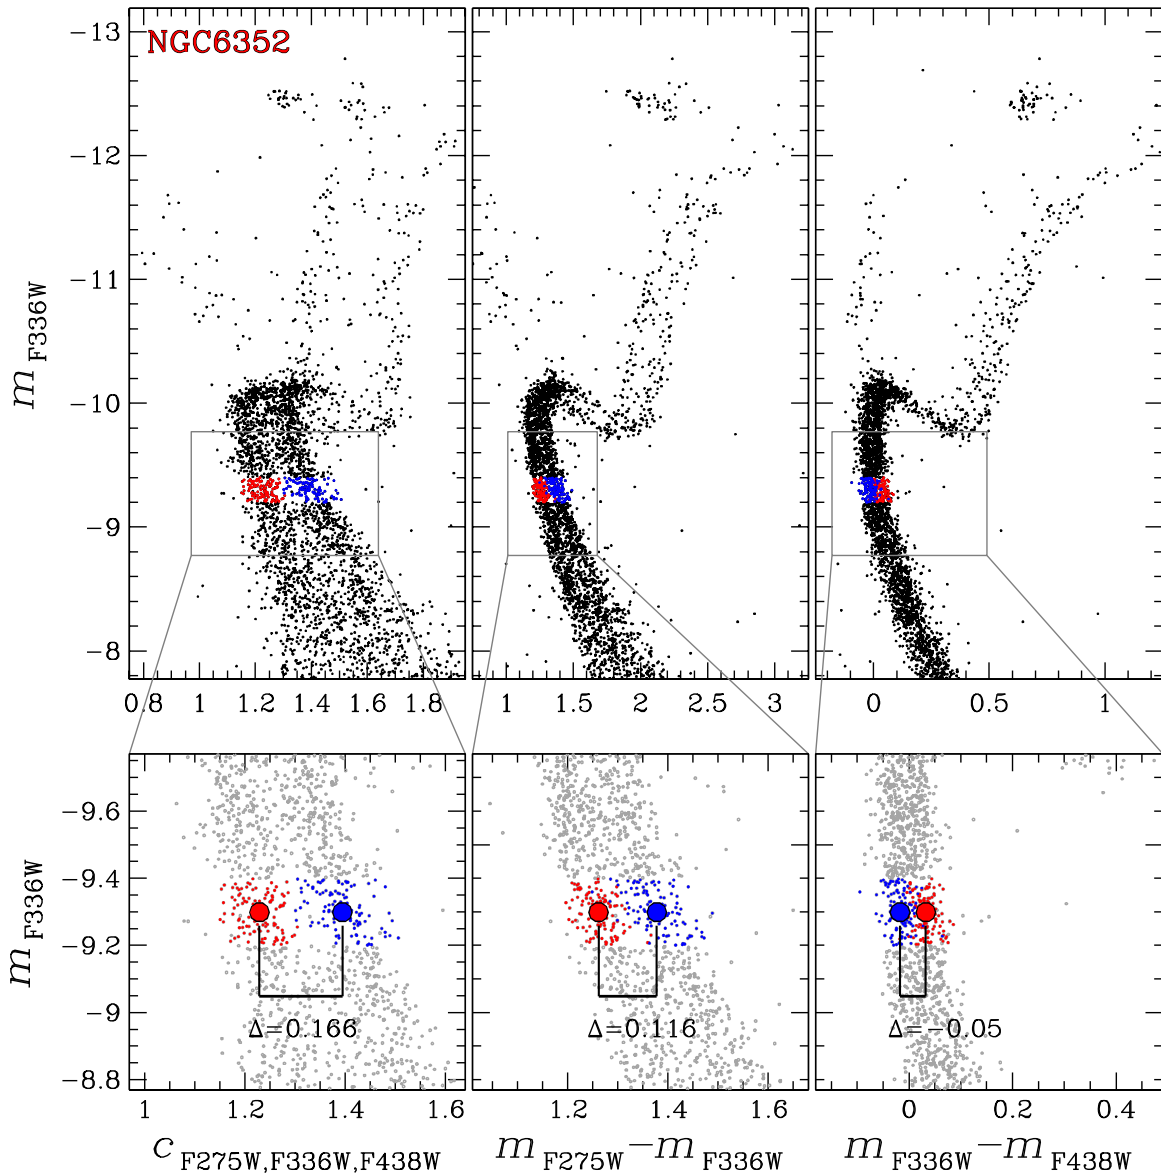 NGC6352
−13
−12
−11
−10
−9
−8
m F336W
0.8 1 1.2 1.4 1.6 1.8
1 1.5 2 2.5 3
0 0.5 1
−9.6
−9.4
−9.2
−9
−8.8
m F336W
Δ=0.166
Δ=0.116
Δ=−0.05
1 1.2 1.4 1.6
1.2 1.4 1.6
0 0.2 0.4
c F275W,F336W,F438W
m F275W −m F336W
m F336W −m F438W